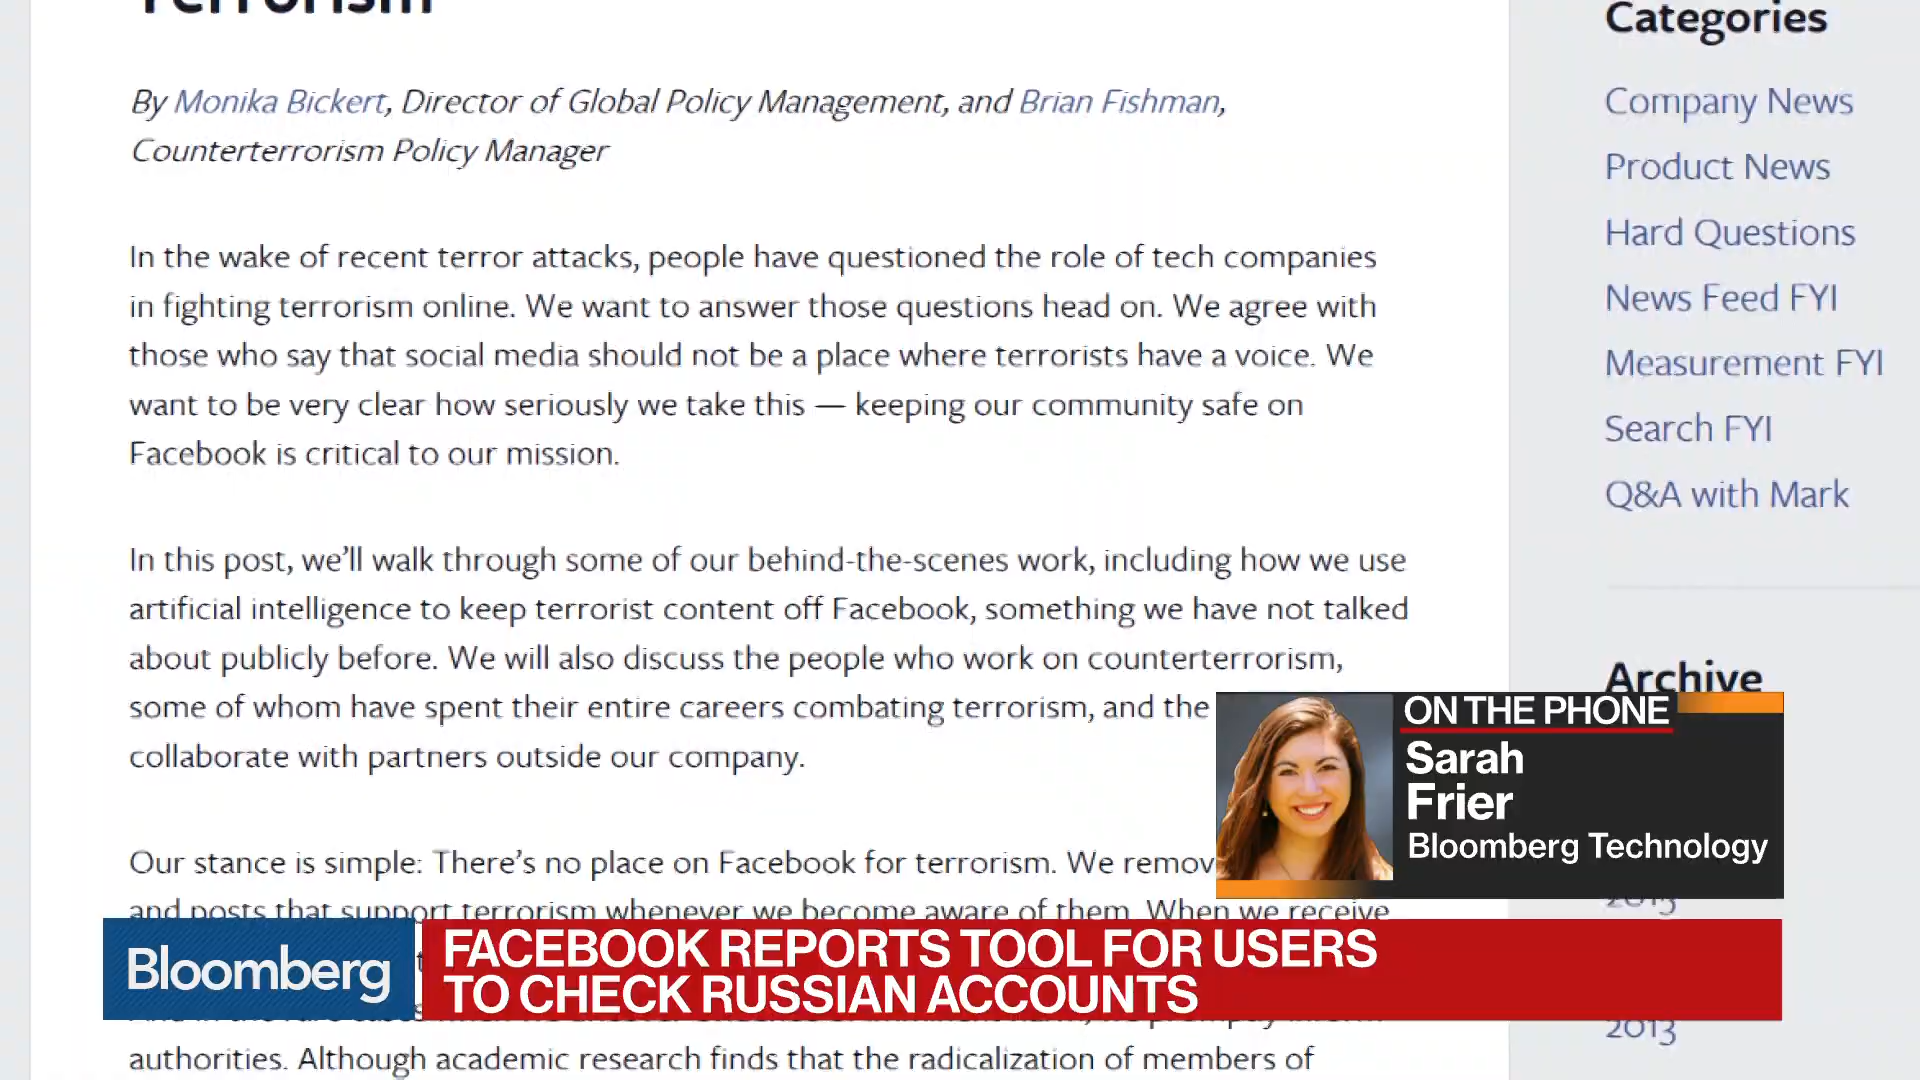 Terrorism
By Monika Bickert, Director of Global Policy Management, and Brian Fishman,
Counterterrorism Policy Manager
In the wake of recent terror attacks, people have questioned the role of tech companies
in fighting terrorism online. We want to answer those questions head on. We agree with
those who say that social media should not be a place where terrorists have a voice. We
want to be very clear how seriously we take this — keeping our community safe on
Facebook is critical to our mission.
In this post, we’ll walk through some of our behind-the-scenes work, including how we use
artificial intelligence to keep terrorist content off Facebook, something we have not talked
about publicly before. We will also discuss the people who work on counterterrorism,
some of whom have spent their entire careers combating terrorism, and the
collaborate with partners outside our company.
Our stance is simple: There’s no place on Facebook for terrorism. We remov
and posts that support terrorism whenever we become aware of them. When we receive
authorities. Although academic research finds that the radicalization of members of
Categories
Company News
Product News
Hard Questions
News Feed FYI
Measurement FYI
Search FYI
Q&A with Mark
Archive
2013
ON THE PHONE
Sarah
Frier
Bloomberg Technology
Bloomberg
FACEBOOK REPORTS TOOL FOR USERS
TO CHECK RUSSIAN ACCOUNTS